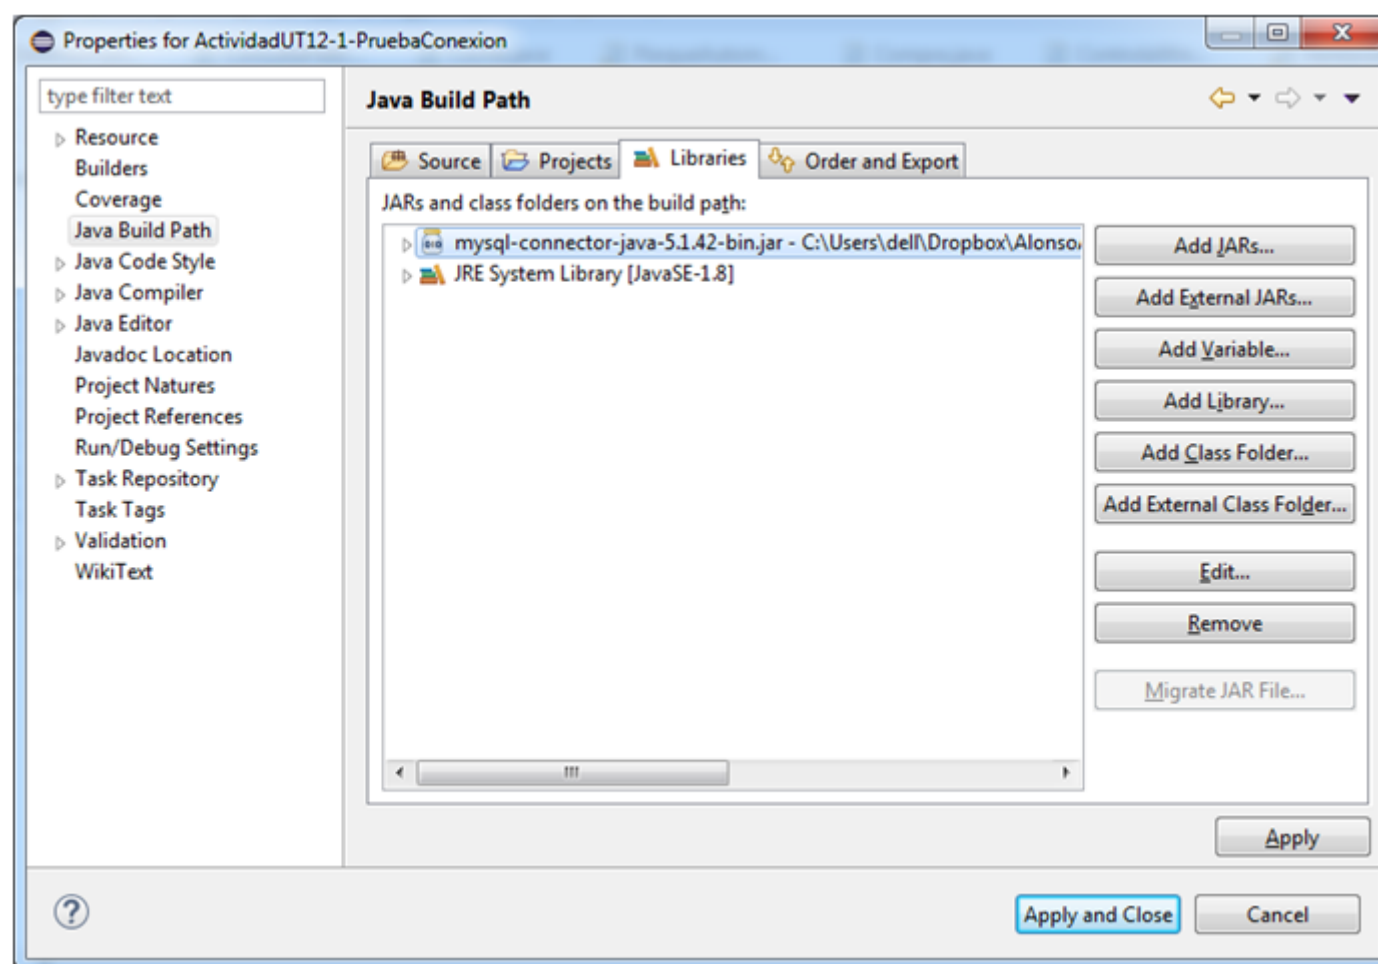 Properties for ActividadUT12-1-PruebaConexion
type filter text
Resource
Builders
Coverage
Java Build Path
Java Code Style
Java Compiler
Java Editor
Javadoc Location
Project Natures
Project References
Run/Debug Settings
Task Repository
Task Tags
Validation
WikiText
Java Build Path
Source
Projects
Libraries
Order and Export
JARs and class folders on the build path:
mysql-connector-java-5.1.42-bin.jar - C:\Users\dell\Dropbox\Alonso
JRE System Library [JavaSE-1.8]
Add JARs...
Add External JARs...
Add Variable...
Add Library...
Add Class Folder...
Add External Class Folder...
Edit...
Remove
Migrate JAR File...
Apply
Apply and Close
Cancel